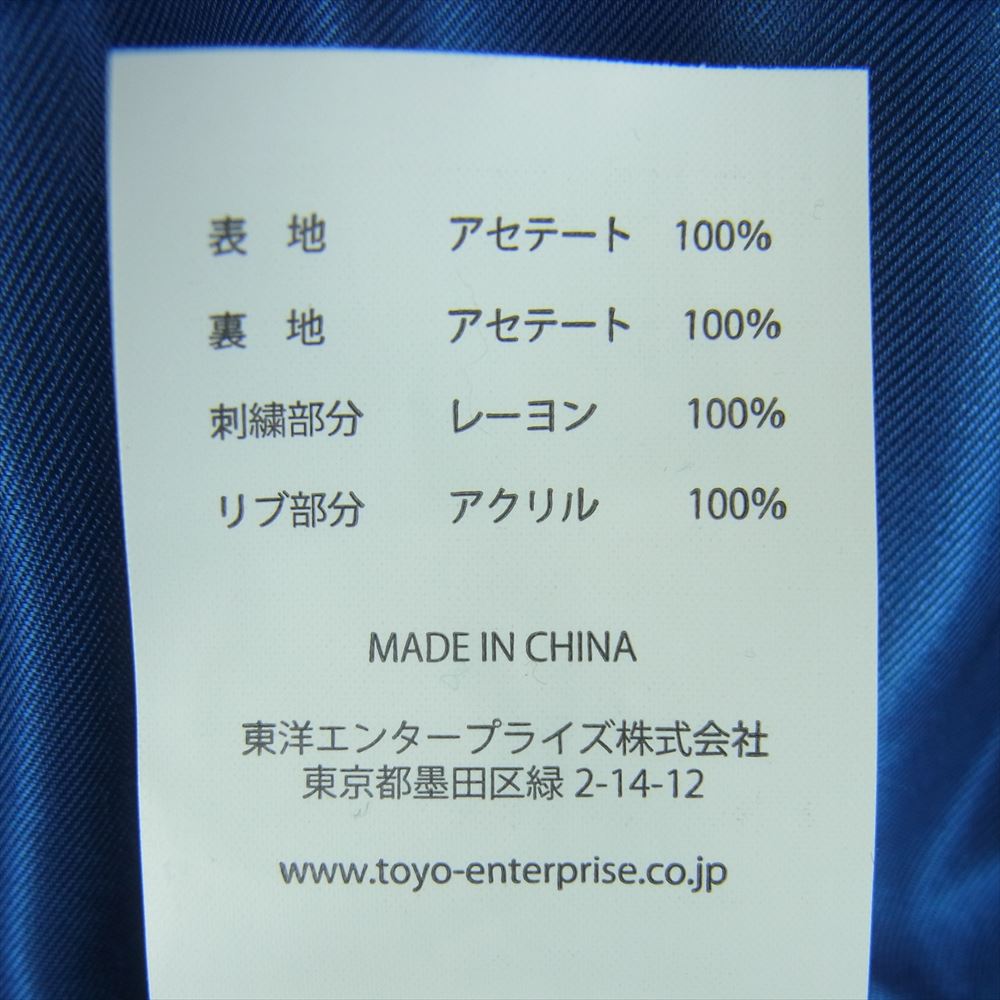 表 地 アセテート 100%
裏 地 アセテート 100%
刺繍部分 レーヨン 100%
リブ部分 アクリル 100%
MADE IN CHINA
東洋エンタープライズ株式会社
東京都墨田区緑 2-14-12
www.toyo-enterprise.co.jp